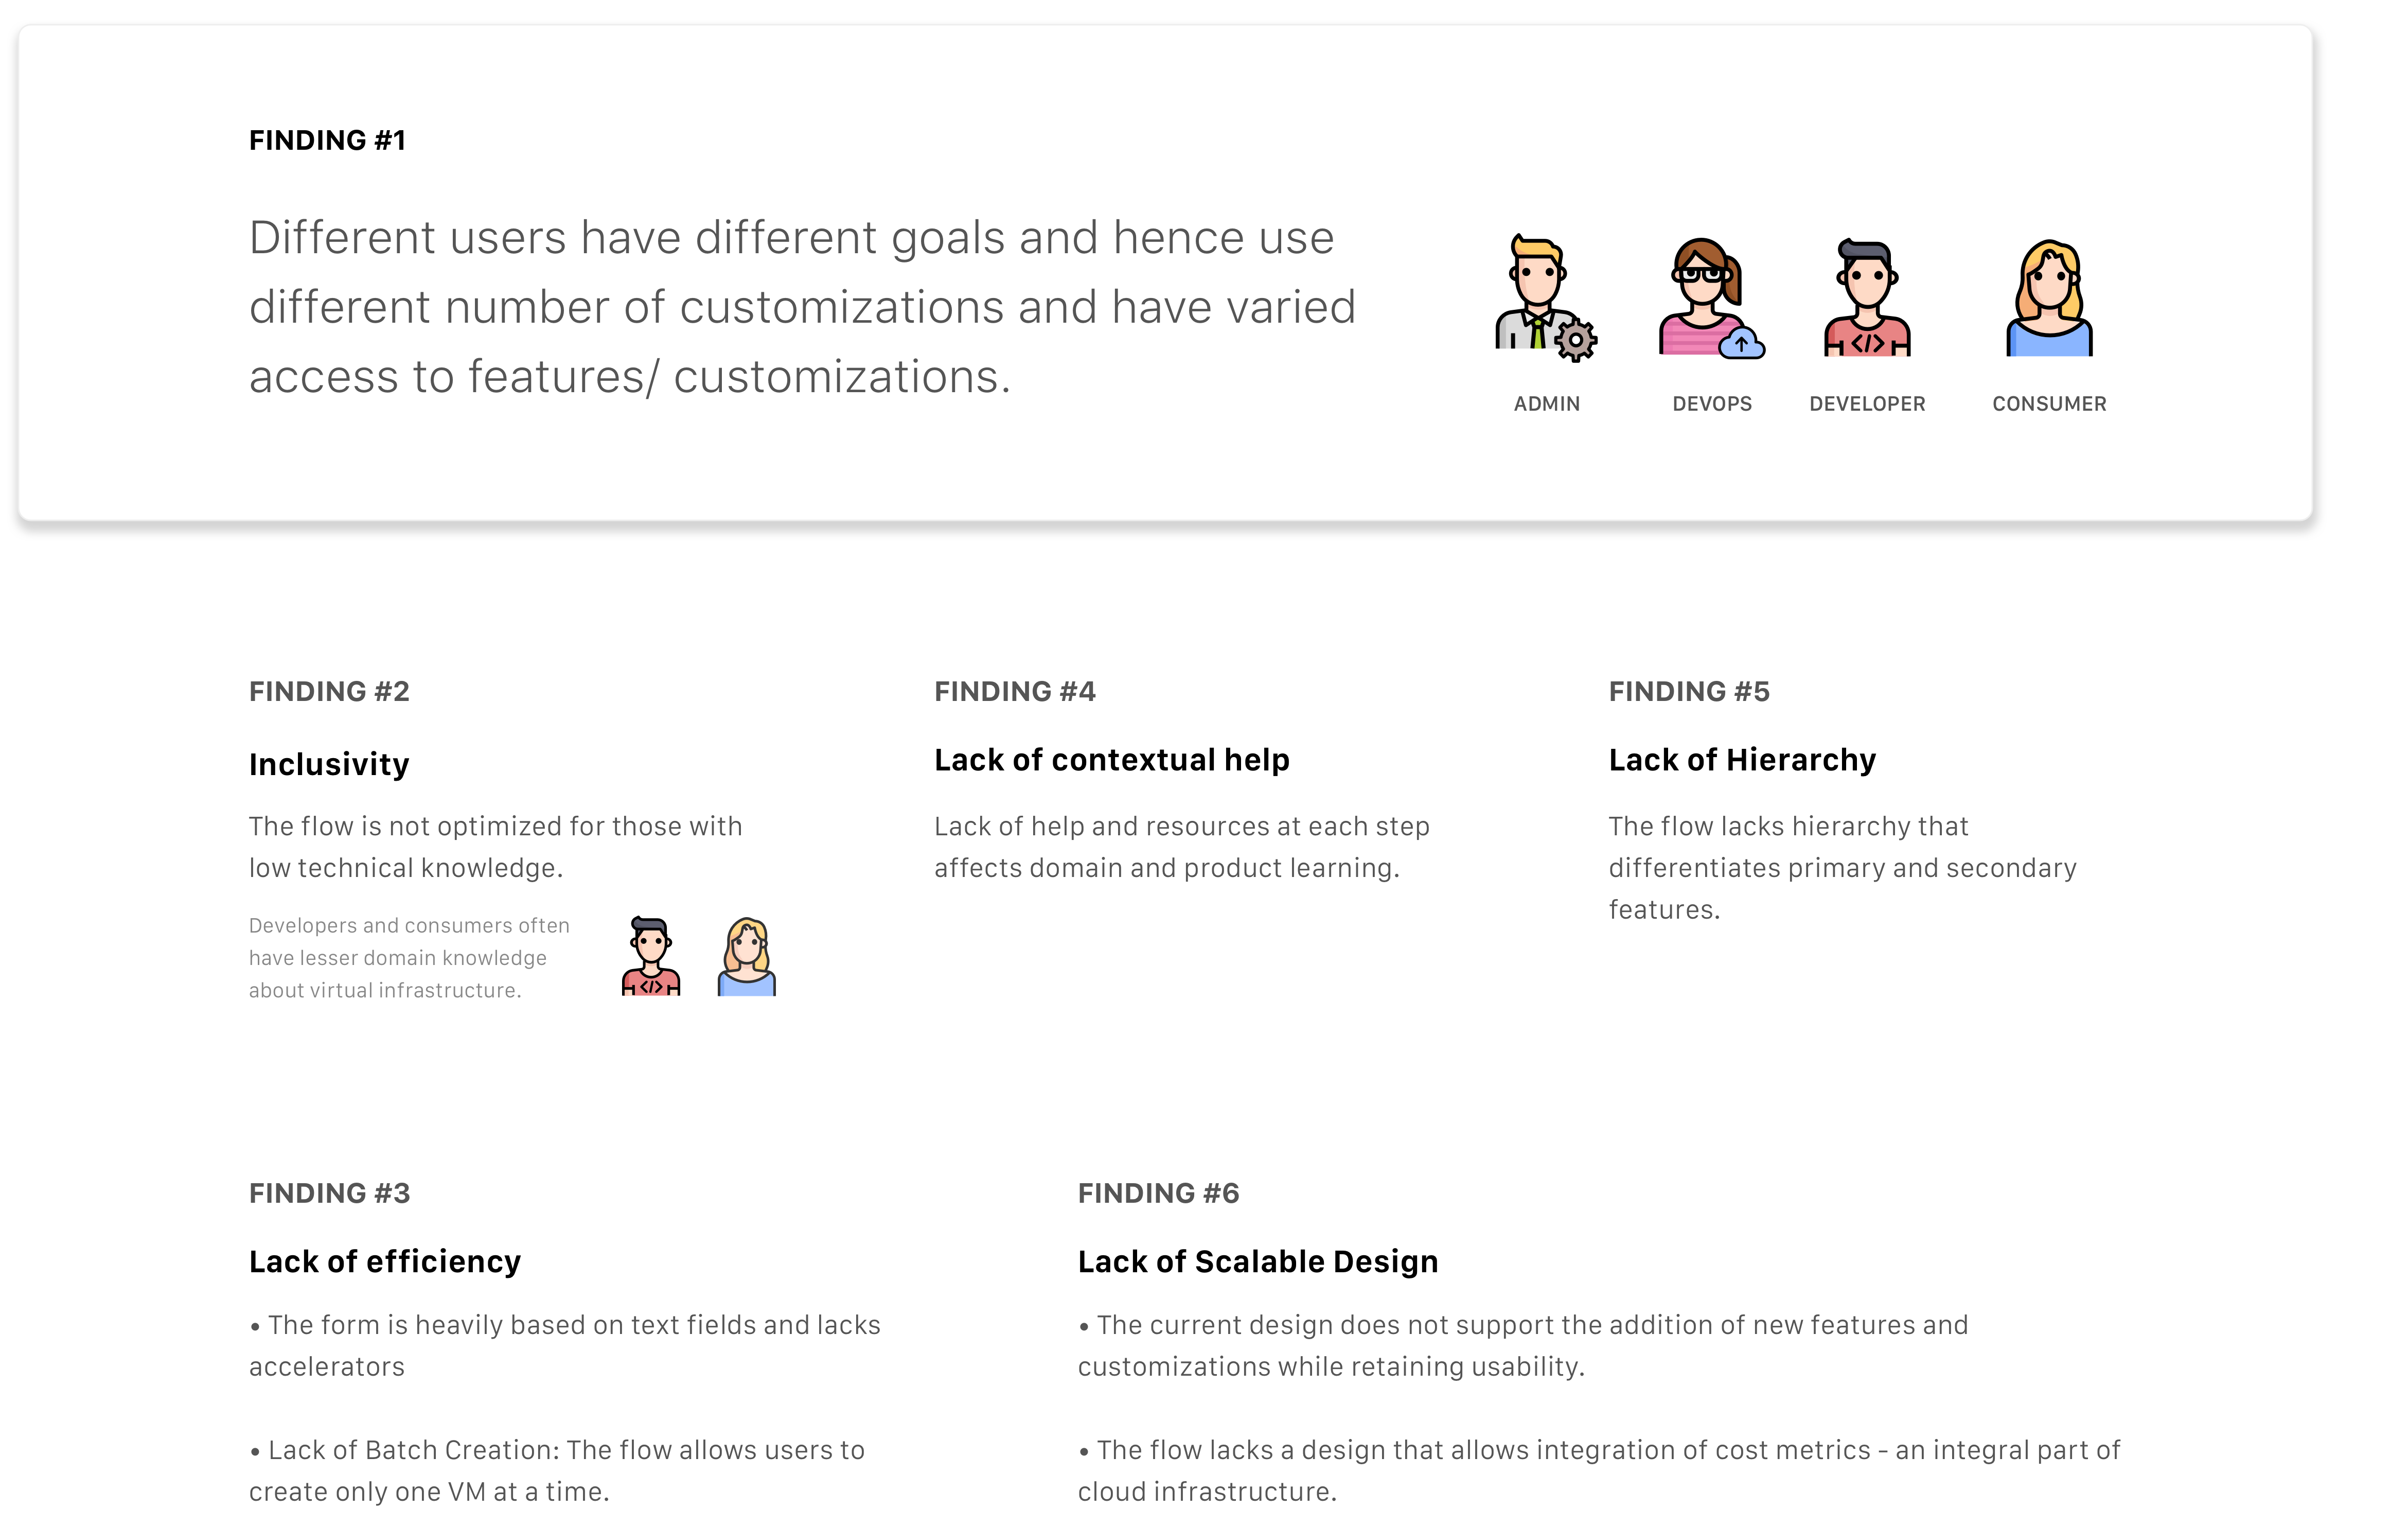 FINDING #1
Different users have different goals and hence use
different number of customizations and have varied
access to features/ customizations.
ADMIN
DEVOPS
DEVELOPER
CONSUMER
FINDING #2
Inclusivity
The flow is not optimized for those with
low technical knowledge.
Developers and consumers often
have lesser domain knowledge
about virtual infrastructure.
</>
FINDING #4
Lack of contextual help
Lack of help and resources at each step
affects domain and product learning.
FINDING #5
Lack of Hierarchy
The flow lacks hierarchy that
differentiates primary and secondary
features.
FINDING #3
Lack of efficiency
• The form is heavily based on text fields and lacks
accelerators
• Lack of Batch Creation: The flow allows users to
create only one VM at a time.
FINDING #6
Lack of Scalable Design
• The current design does not support the addition of new features and
customizations while retaining usability.
• The flow lacks a design that allows integration of cost metrics - an integral part of
cloud infrastructure.